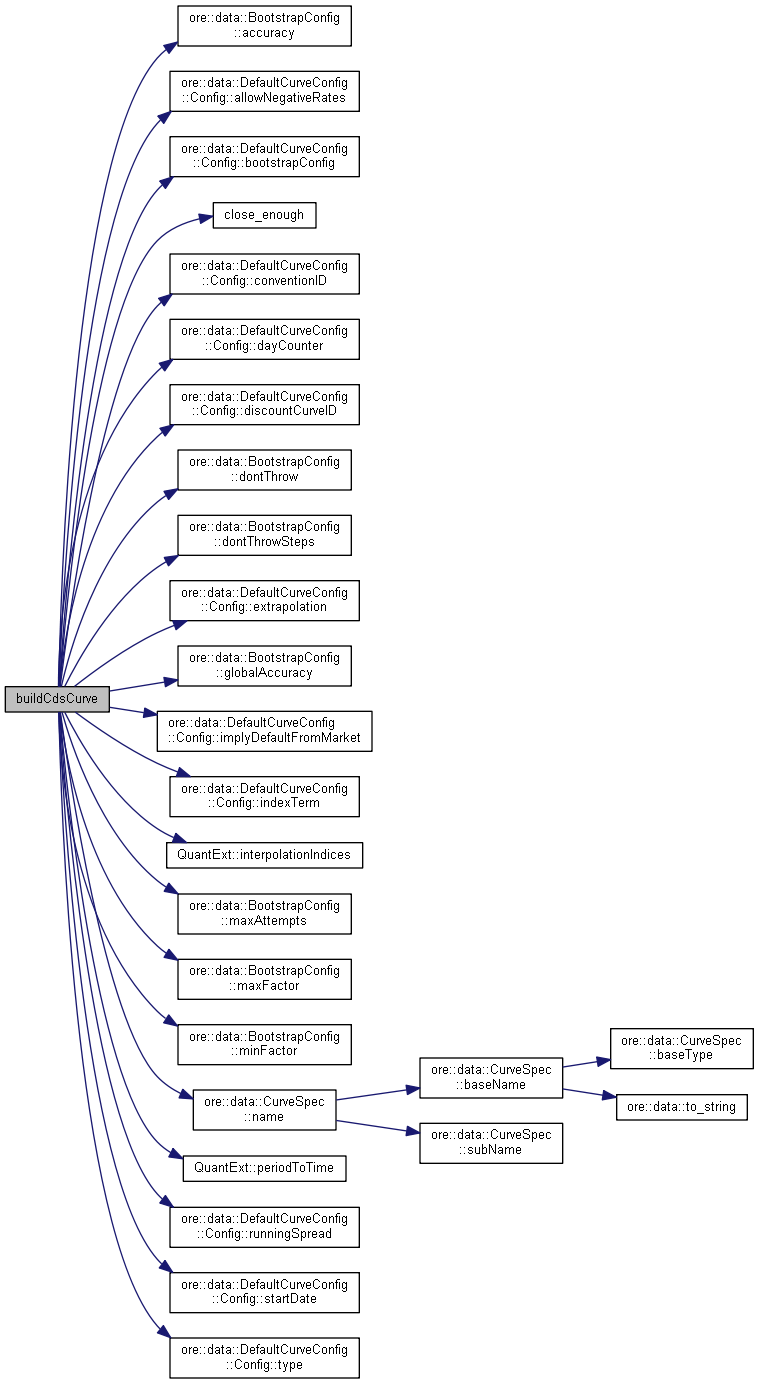 ore::data::BootstrapConfig
::accuracy
ore::data::DefaultCurveConfig
::Config::allowNegativeRates
ore::data::DefaultCurveConfig
::Config::bootstrapConfig
close_enough
ore::data::DefaultCurveConfig
::Config::conventionID
ore::data::DefaultCurveConfig
::Config::dayCounter
ore::data::DefaultCurveConfig
::Config::discountCurveID
ore::data::BootstrapConfig
::dontThrow
ore::data::BootstrapConfig
::dontThrowSteps
ore::data::DefaultCurveConfig
::Config::extrapolation
ore::data::BootstrapConfig
::globalAccuracy
buildCdsCurve
ore::data::DefaultCurveConfig
::Config::implyDefaultFromMarket
ore::data::DefaultCurveConfig
::Config::indexTerm
QuantExt::interpolationIndices
ore::data::BootstrapConfig
::maxAttempts
ore::data::BootstrapConfig
::maxFactor
ore::data::BootstrapConfig
::minFactor
ore::data::CurveSpec
::name
ore::data::CurveSpec
::baseName
ore::data::CurveSpec
::baseType
ore::data::to_string
ore::data::CurveSpec
::subName
QuantExt::periodToTime
ore::data::DefaultCurveConfig
::Config::runningSpread
ore::data::DefaultCurveConfig
::Config::startDate
ore::data::DefaultCurveConfig
::Config::type